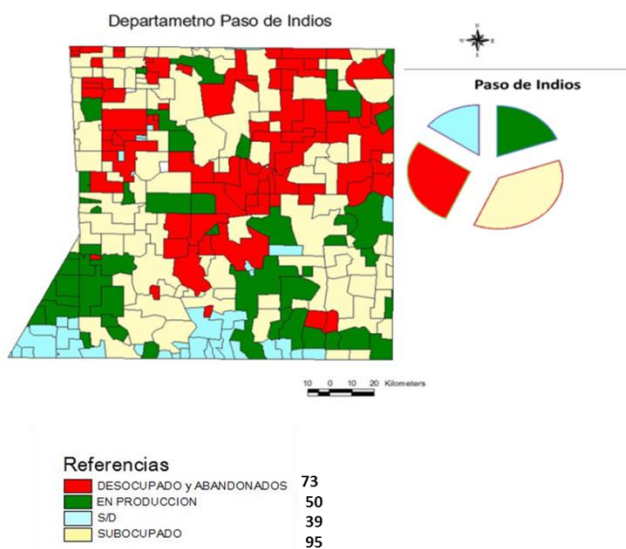 Departametno Paso de Indios
Paso de Indios
10 0 10 20 Kilometers
Referencias
DESOCUPADO y ABANDONADOS 73
EN PRODUCCION 50
S/D 39
SUBOCUPADO 95